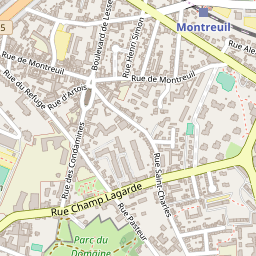 5
Montreuil
Boulevard de Lesse
Rue Henri Simon
Rue Ale
Rue de Montreuil
Rue de Montreuil
Rue d'Artois
Rue du Refuge
Rue des Condamines
Rue Saint-Charles
Rue Champ Lagarde
Rue Pasteur
Parc du
Domaine